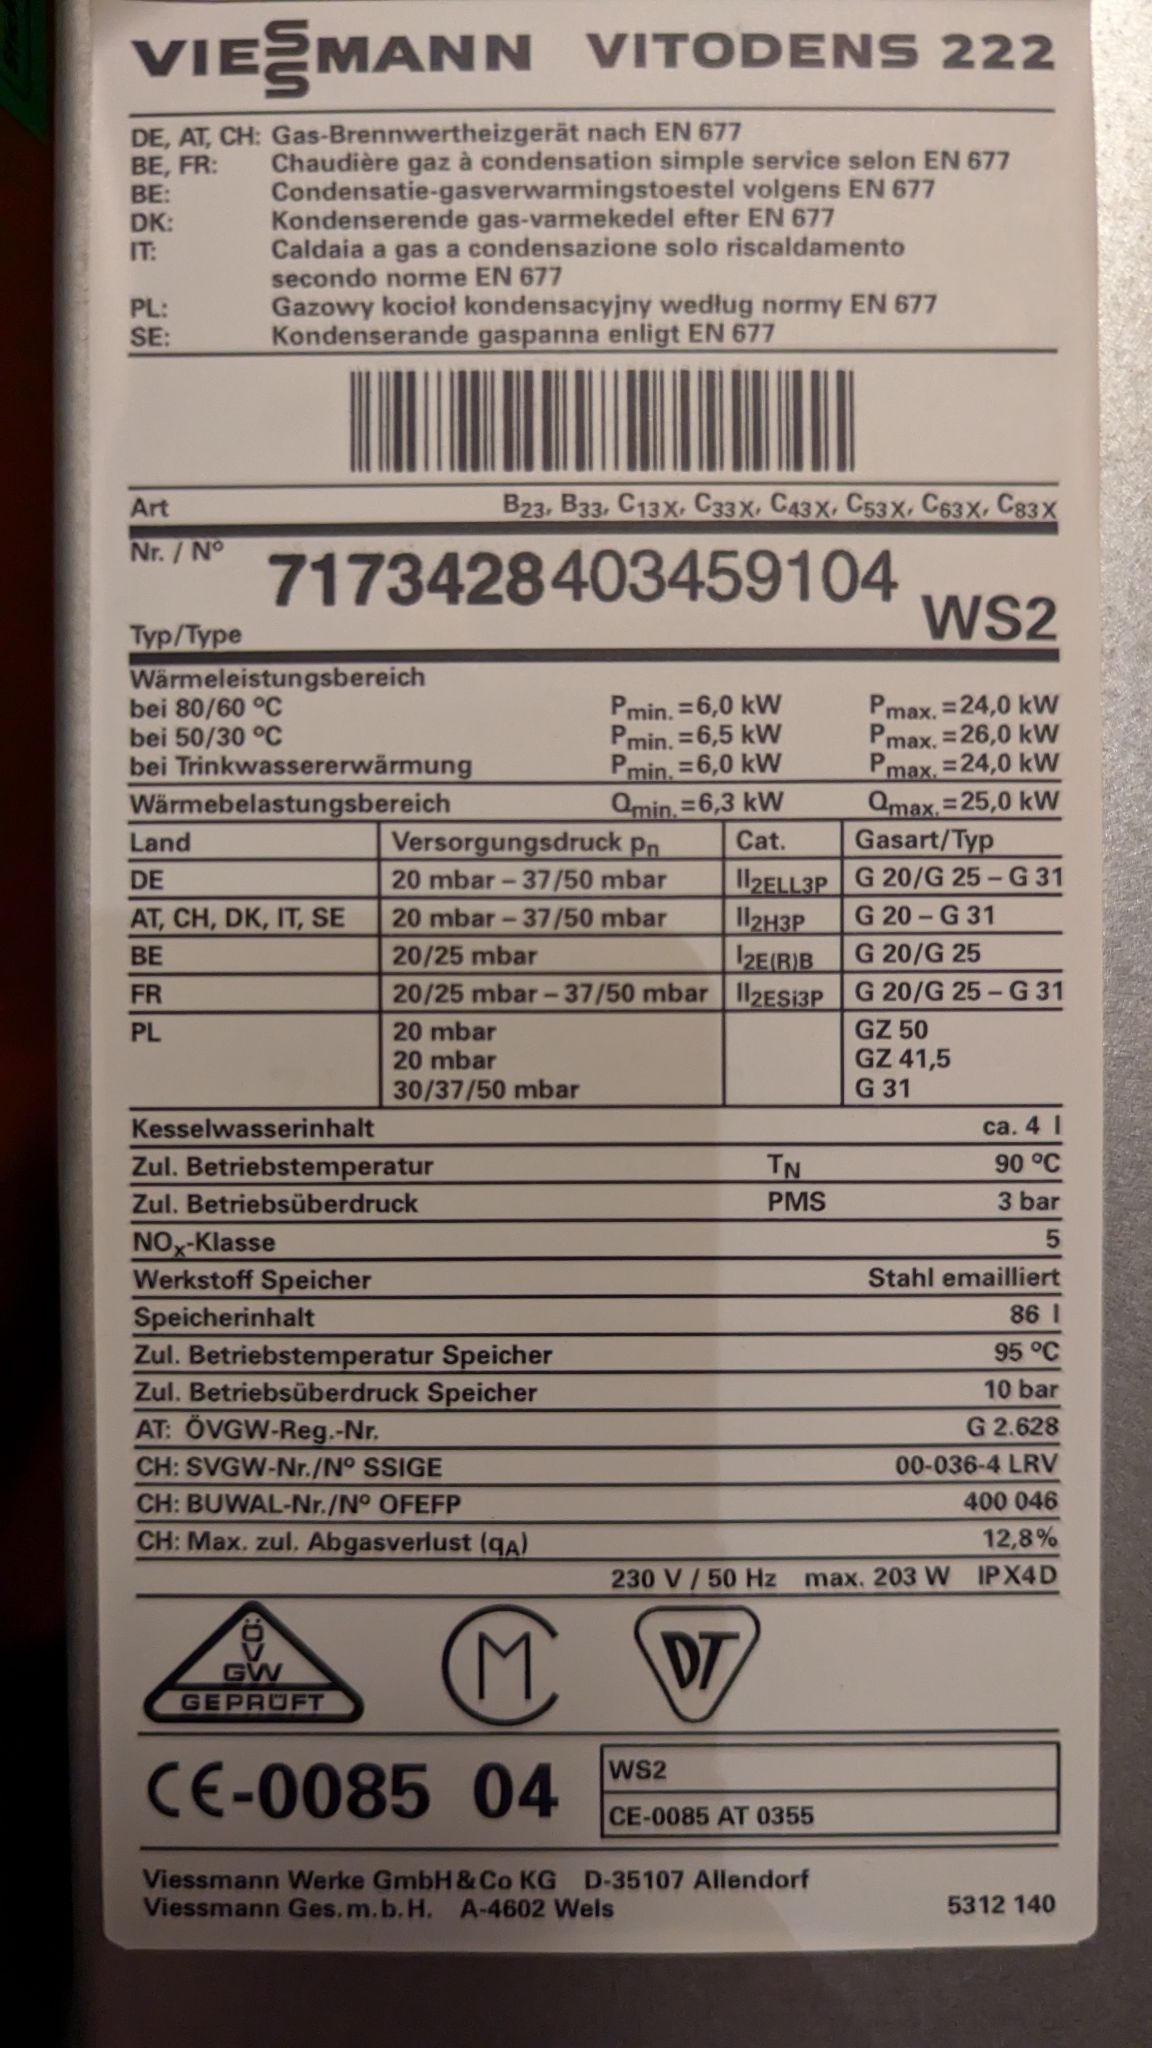 VIESSMANN VITODENS 222
DE, AT, CH: Gas-Brennwertheizgerät nach EN 677
BE, FR: Chaudière gaz à condensation simple service selon EN 677
BE: Condensatie-gasverwarmingstoestel volgens EN 677
DK: Kondenserende gas-varmekedel efter EN 677
IT: Caldaia a gas a condensazione solo riscaldamento
secondo norme EN 677
PL: Gazowy kocioł kondensacyjny według normy EN 677
SE: Kondenserande gaspanna enligt EN 677
Art B23, B33, C13X, C33X, C43X, C53X, C63X, C83X
Nr. / Nº 7173428403459104
Typ/Type WS2
Wärmeleistungsbereich
bei 80/60 ºC Pmin. =6,0 kW Pmax. =24,0 kW
bei 50/30 ºC Pmin. =6,5 kW Pmax. =26,0 kW
bei Trinkwassererwärmung Pmin. =6,0 kW Pmax. =24,0 kW
Wärmebelastungsbereich Qmin. =6,3 kW Qmax. =25,0 kW
Land Versorgungsdruck pn Cat. Gasart/Typ
DE 20 mbar – 37/50 mbar II2ELL3P G 20/G 25 – G 31
AT, CH, DK, IT, SE 20 mbar – 37/50 mbar II2H3P G 20 – G 31
BE 20/25 mbar I2E(R)B G 20/G 25
FR 20/25 mbar – 37/50 mbar II2ESi3P G 20/G 25 – G 31
PL 20 mbar GZ 50
20 mbar GZ 41,5
30/37/50 mbar G 31
Kesselwasserinhalt ca. 4 l
Zul. Betriebstemperatur TN 90 ºC
Zul. Betriebsüberdruck PMS 3 bar
NOx-Klasse 5
Werkstoff Speicher Stahl emailliert
Speicherinhalt 86 l
Zul. Betriebstemperatur Speicher 95 ºC
Zul. Betriebsüberdruck Speicher 10 bar
AT: ÖVGW-Reg.-Nr. G 2.628
CH: SVGW-Nr./Nº SSIGE 00-036-4 LRV
CH: BUWAL-Nr./Nº OFEFP 400 046
CH: Max. zul. Abgasverlust (qA) 12,8%
230 V / 50 Hz max. 203 W IPX4D
ÖVGW GEPRÜFT CM DT
CE-0085 04
WS2
CE-0085 AT 0355
Viessmann Werke GmbH&Co KG D-35107 Allendorf
Viessmann Ges.m.b.H. A-4602 Wels 5312 140